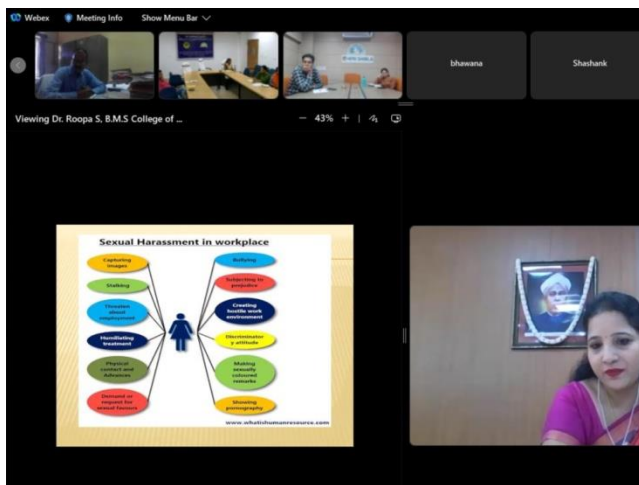 Webex
Meeting Info
Show Menu Bar
bhawana
Shashank
Viewing Dr. Roopa S, B.M.S College of ...
43%
Sexual Harassment in workplace
Capturing
images
Stalking
Threaten
about
employment
Humiliating
treatment
Physical
contact and
Advances
Demand or
request for
sexual favours
Bullying
Subjecting to
prejudice
Creating
hostile work
environment
Discriminator
y attitude
Making
sexually
coloured
remarks
Showing
pornography
www.whatishumanresource.com